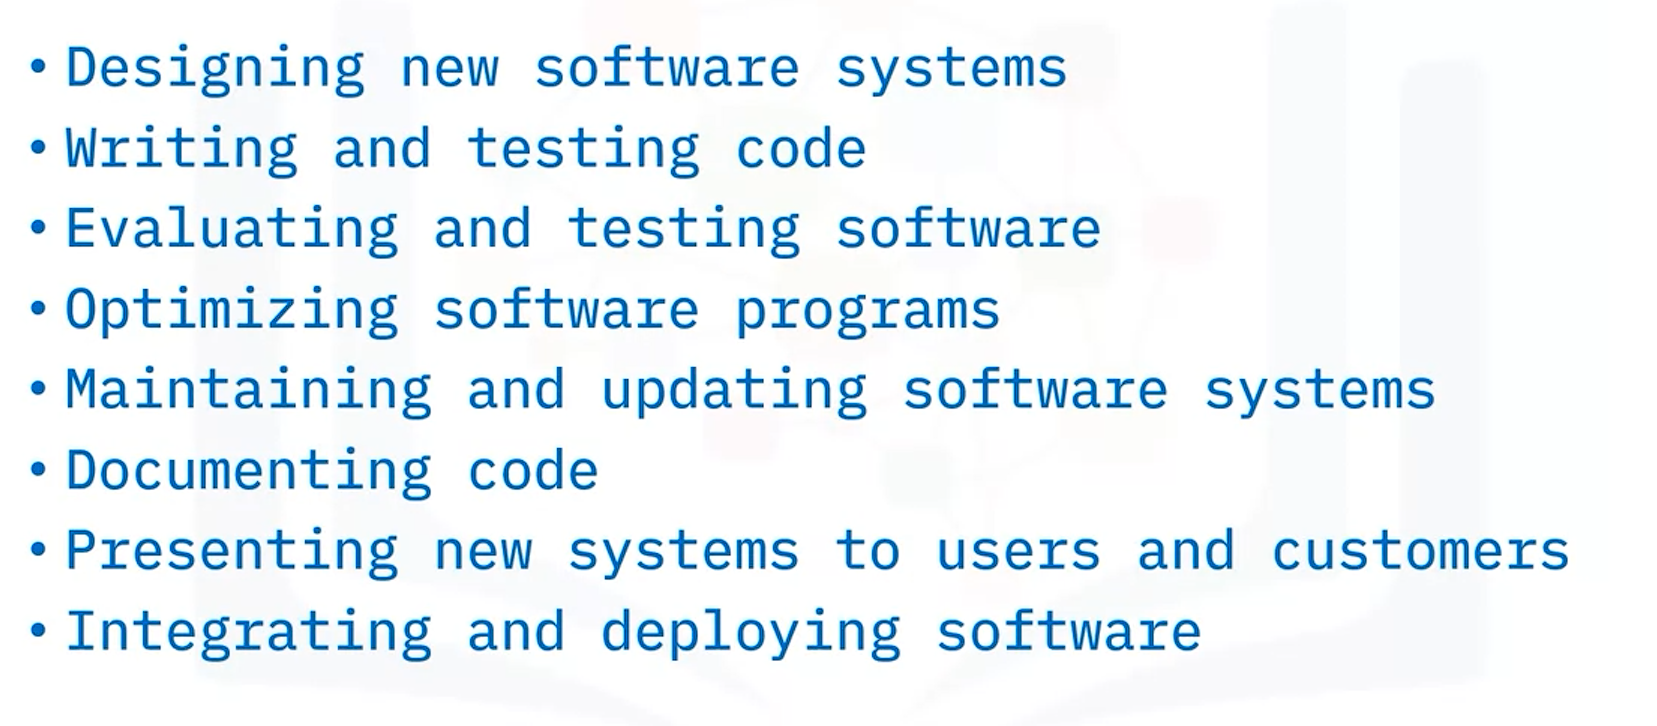 • Designing new software systems
• Writing and testing code
• Evaluating and testing software
• Optimizing software programs
• Maintaining and updating software systems
• Documenting code
• Presenting new systems to users and customers
• Integrating and deploying software